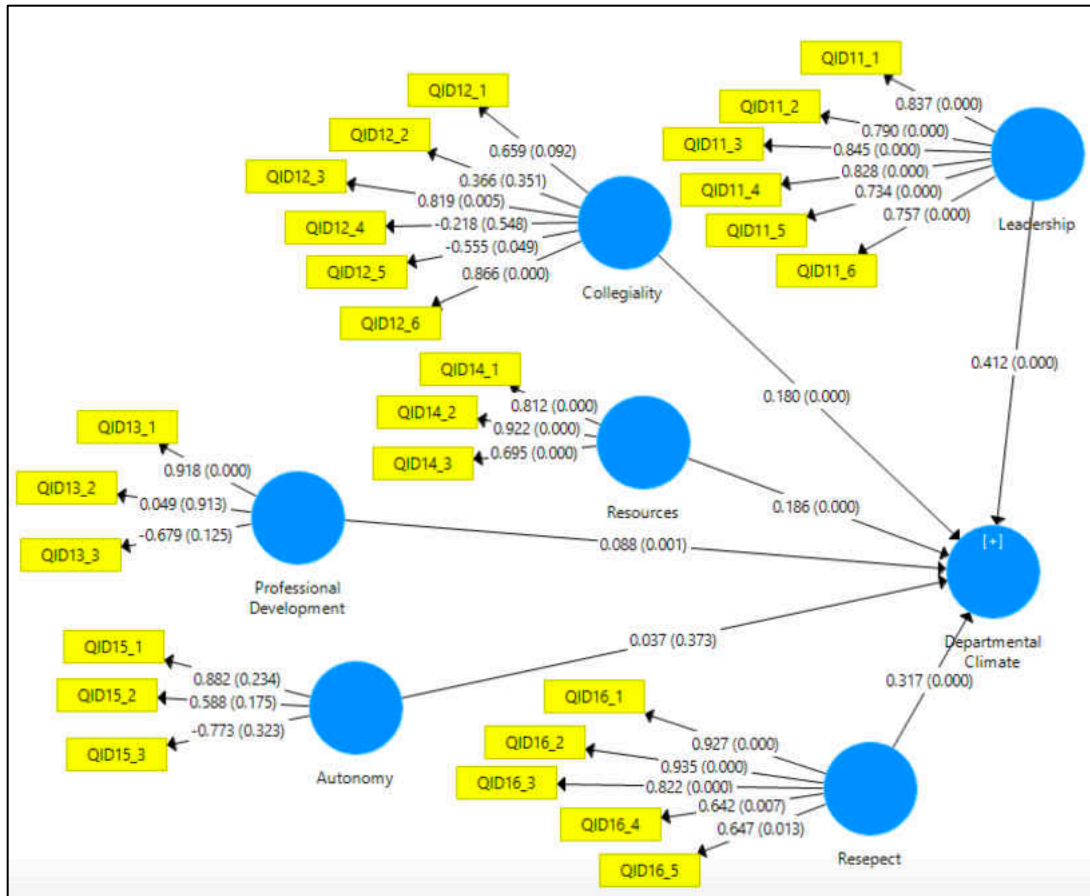 QID11_1
0.837 (0.000)
QID11_2
0.790 (0.000)
QID11_3
0.845 (0.000)
QID11_4
0.828 (0.000)
QID11_5
0.734 (0.000)
QID11_6
0.757 (0.000)
Leadership
0.412 (0.000)
QID12_1
0.659 (0.092)
QID12_2
0.366 (0.351)
QID12_3
0.819 (0.005)
QID12_4
-0.218 (0.548)
QID12_5
-0.555 (0.049)
QID12_6
0.866 (0.000)
Collegiality
0.180 (0.000)
QID14_1
0.812 (0.000)
QID14_2
0.922 (0.000)
QID14_3
0.695 (0.000)
Resources
0.186 (0.000)
QID13_1
0.918 (0.000)
QID13_2
0.049 (0.913)
QID13_3
-0.679 (0.125)
Professional
Development
0.088 (0.001)
[+]
Departmental
Climate
QID15_1
0.882 (0.234)
QID15_2
0.588 (0.175)
QID15_3
-0.773 (0.323)
Autonomy
0.037 (0.373)
QID16_1
0.927 (0.000)
QID16_2
0.935 (0.000)
QID16_3
0.822 (0.000)
QID16_4
0.642 (0.007)
QID16_5
0.647 (0.013)
Resepect
0.317 (0.000)